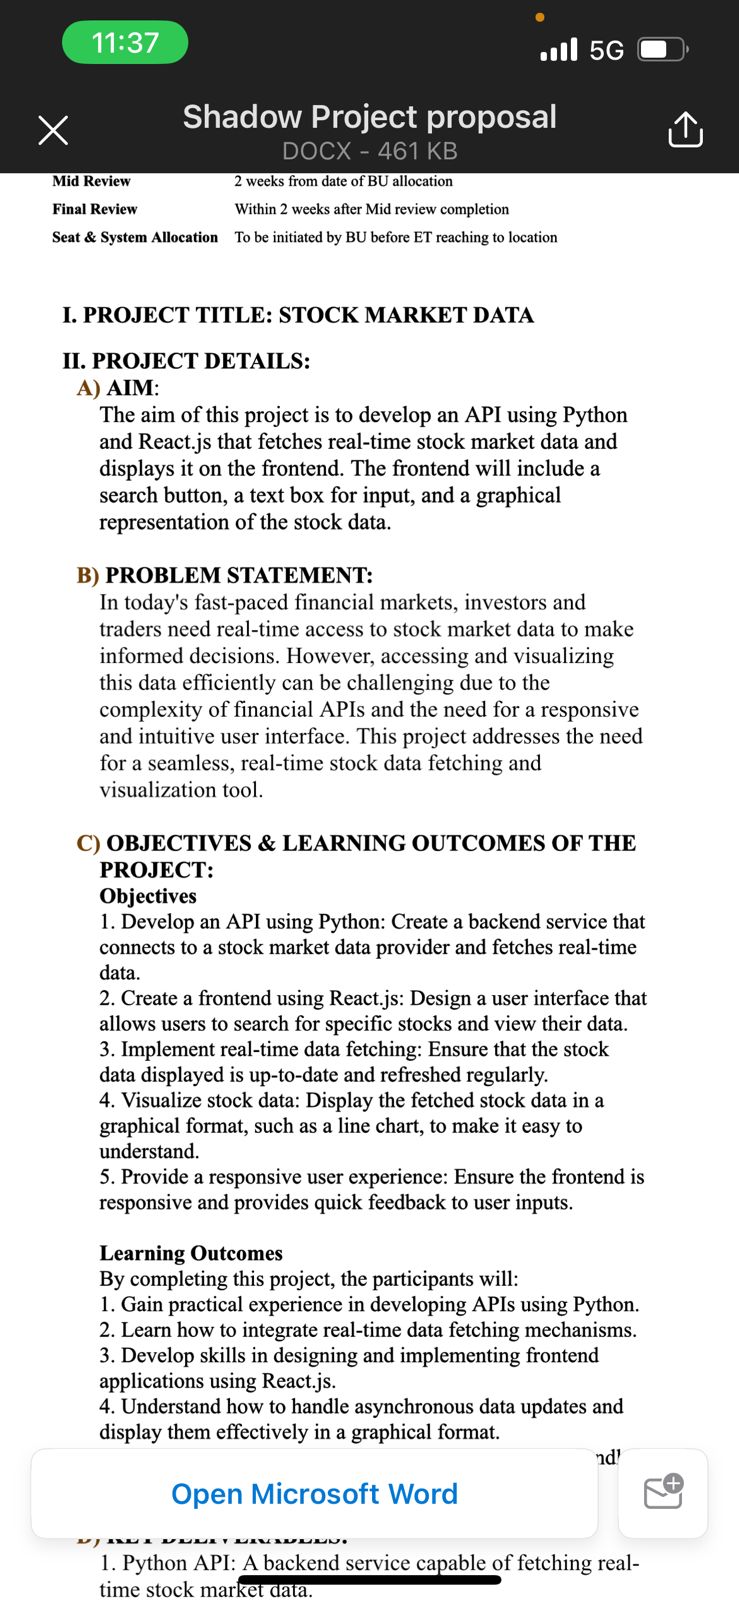 11:37
5G
Shadow Project proposal
DOCX - 461 KB
Mid Review 2 weeks from date of BU allocation
Final Review Within 2 weeks after Mid review completion
Seat & System Allocation To be initiated by BU before ET reaching to location
I. PROJECT TITLE: STOCK MARKET DATA
II. PROJECT DETAILS:
A) AIM:
The aim of this project is to develop an API using Python
and React.js that fetches real-time stock market data and
displays it on the frontend. The frontend will include a
search button, a text box for input, and a graphical
representation of the stock data.
B) PROBLEM STATEMENT:
In today's fast-paced financial markets, investors and
traders need real-time access to stock market data to make
informed decisions. However, accessing and visualizing
this data efficiently can be challenging due to the
complexity of financial APIs and the need for a responsive
and intuitive user interface. This project addresses the need
for a seamless, real-time stock data fetching and
visualization tool.
C) OBJECTIVES & LEARNING OUTCOMES OF THE
PROJECT:
Objectives
1. Develop an API using Python: Create a backend service that
connects to a stock market data provider and fetches real-time
data.
2. Create a frontend using React.js: Design a user interface that
allows users to search for specific stocks and view their data.
3. Implement real-time data fetching: Ensure that the stock
data displayed is up-to-date and refreshed regularly.
4. Visualize stock data: Display the fetched stock data in a
graphical format, such as a line chart, to make it easy to
understand.
5. Provide a responsive user experience: Ensure the frontend is
responsive and provides quick feedback to user inputs.
Learning Outcomes
By completing this project, the participants will:
1. Gain practical experience in developing APIs using Python.
2. Learn how to integrate real-time data fetching mechanisms.
3. Develop skills in designing and implementing frontend
applications using React.js.
4. Understand how to handle asynchronous data updates and
display them effectively in a graphical format.
Open Microsoft Word
D) KEY DELIVERABLES:
1. Python API: A backend service capable of fetching real-
time stock market data.